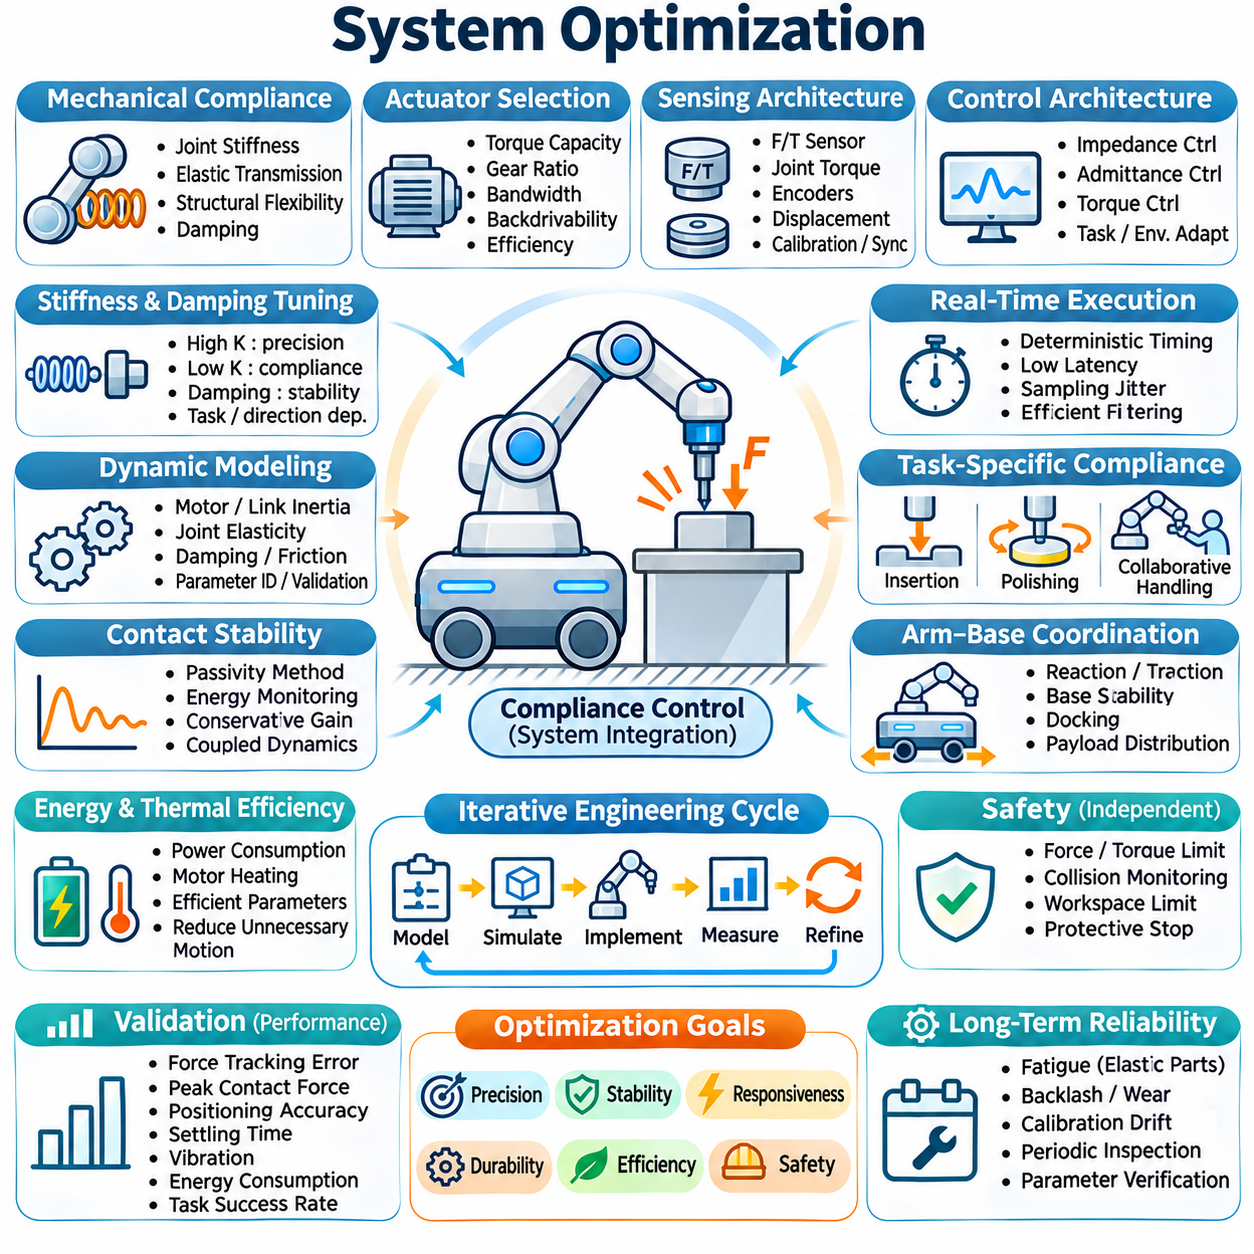 System Optimization
Mechanical Compliance
• Joint Stiffness
• Elastic Transmission
• Structural Flexibility
• Damping
Actuator Selection
• Torque Capacity
• Gear Ratio
• Bandwidth
• Backdrivability
• Efficiency
Sensing Architecture
F/T
• F/T Sensor
• Joint Torque
• Encoders
• Displacement
• Calibration / Sync
Control Architecture
• Impedance Ctrl
• Admittance Ctrl
• Torque Ctrl
• Task / Env. Adapt
Stiffness & Damping Tuning
• High K : precision
• Low K : compliance
• Damping : stability
• Task / direction dep.
Real-Time Execution
• Deterministic Timing
• Low Latency
• Sampling Jitter
• Efficient Filtering
Dynamic Modeling
• Motor / Link Inertia
• Joint Elasticity
• Damping / Friction
• Parameter ID / Validation
F
Task-Specific Compliance
Insertion
Polishing
Collaborative
Handling
Contact Stability
• Passivity Method
• Energy Monitoring
• Conservative Gain
• Coupled Dynamics
Compliance Control
(System Integration)
Arm–Base Coordination
• Reaction / Traction
• Base Stability
• Docking
• Payload Distribution
Energy & Thermal Efficiency
• Power Consumption
• Motor Heating
• Efficient Parameters
• Reduce Unnecessary
Motion
Iterative Engineering Cycle
Model
Simulate
Implement
Measure
Refine
Safety (Independent)
• Force / Torque Limit
• Collision Monitoring
• Workspace Limit
• Protective Stop
Validation (Performance)
• Force Tracking Error
• Peak Contact Force
• Positioning Accuracy
• Settling Time
• Vibration
• Energy Consumption
• Task Success Rate
Optimization Goals
Precision
Stability
Responsiveness
Durability
Efficiency
Safety
Long-Term Reliability
• Fatigue (Elastic Parts)
• Backlash / Wear
• Calibration Drift
• Periodic Inspection
• Parameter Verification